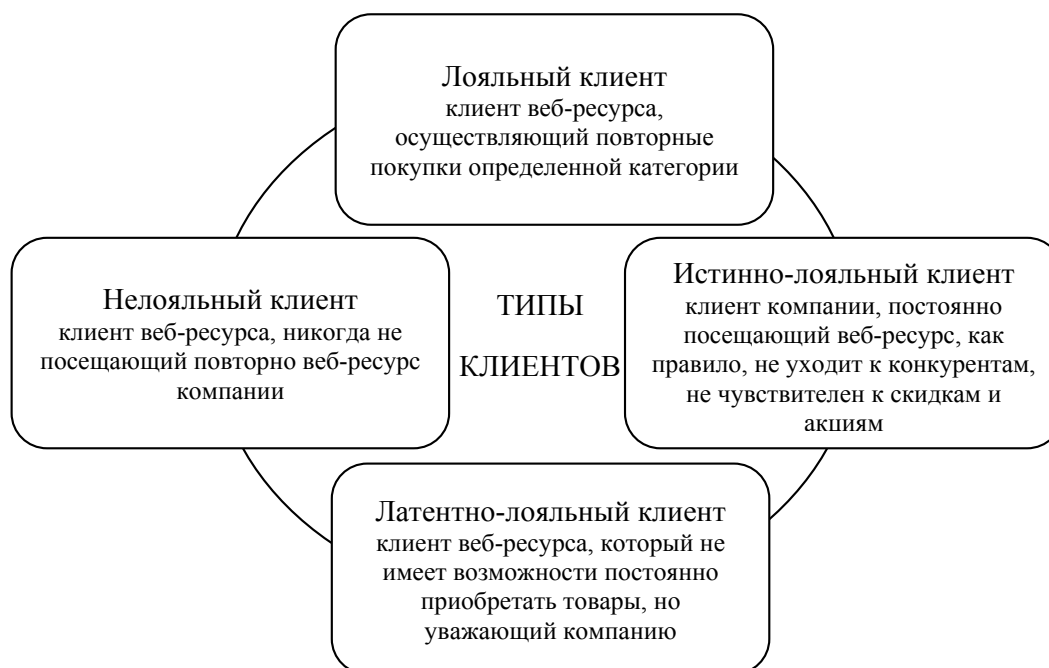 Лояльный клиент
клиент веб-ресурса,
осуществляющий повторные
покупки определенной категории
Нелояльный клиент
клиент веб-ресурса, никогда не
посещающий повторно веб-ресурс
компании
ТИПЫ
КЛИЕНТОВ
Истинно-лояльный клиент
клиент компании, постоянно
посещающий веб-ресурс, как
правило, не уходит к конкурентам,
не чувствителен к скидкам и
акциям
Латентно-лояльный клиент
клиент веб-ресурса, который не
имеет возможности постоянно
приобретать товары, но
уважающий компанию